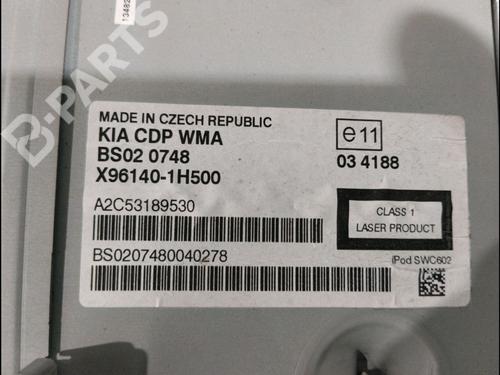 13482
B-PARTS
MADE IN CZECH REPUBLIC
KIA CDP WMA
BS02 0748
X96140-1H500
e11
03 4188
A2C53189530
CLASS 1
LASER PRODUCT
BS0207480040278
iPod SWC602